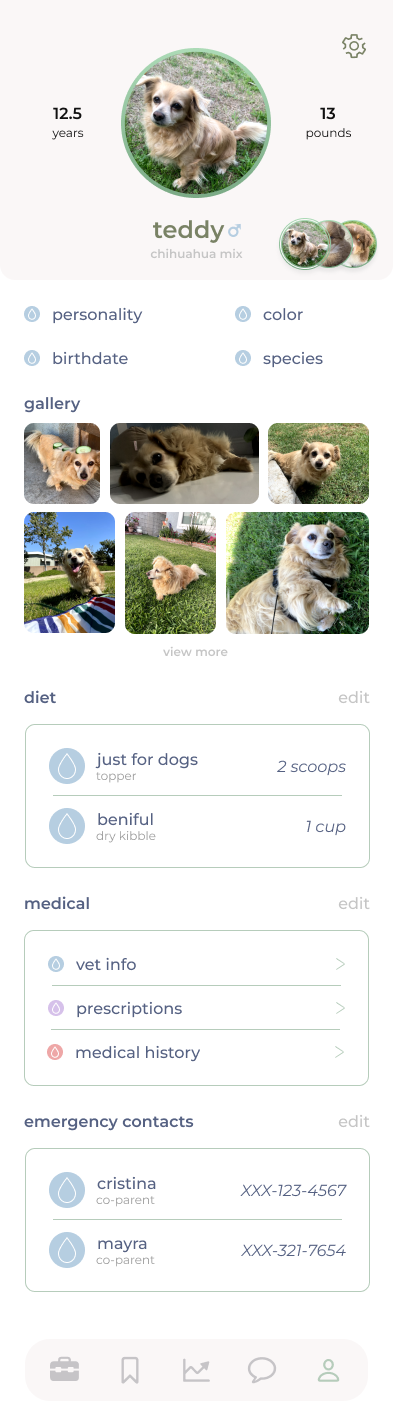 12.5
years
13
pounds
teddy
chihuahua mix
personality
color
birthdate
species
gallery
view more
diet
edit
just for dogs
topper
2 scoops
beniful
dry kibble
1 cup
medical
edit
vet info
prescriptions
medical history
emergency contacts
edit
cristina
co-parent
XXX-123-4567
mayra
co-parent
XXX-321-7654